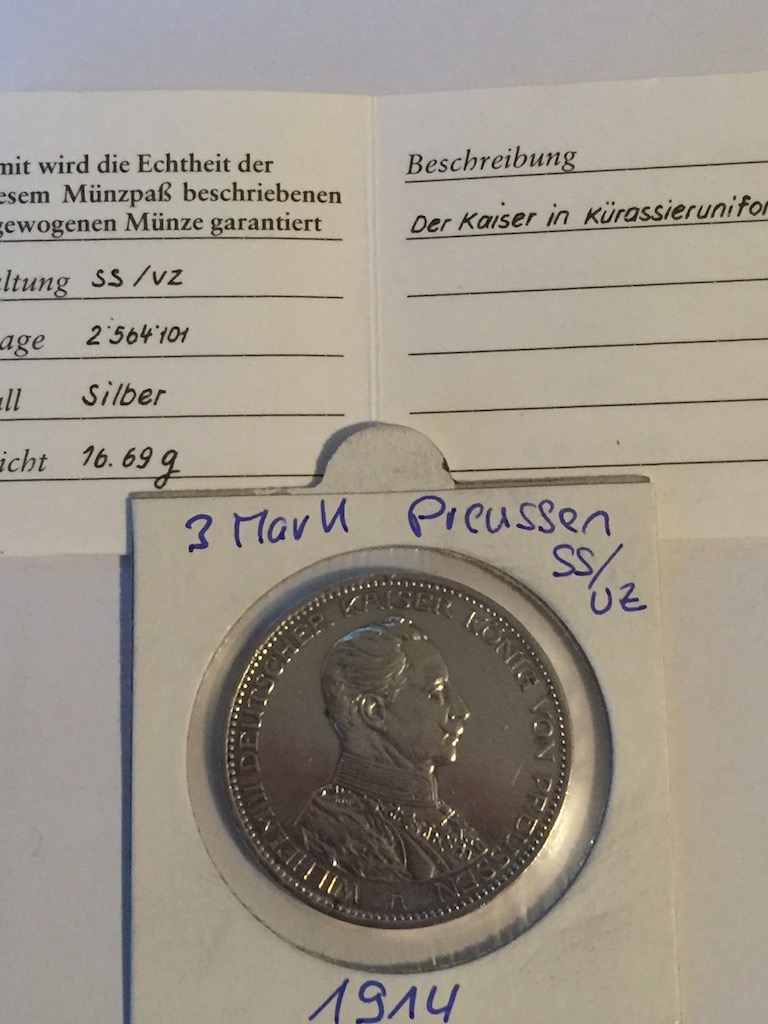 mit wird die Echtheit der
esem Münzpaß beschriebenen
gewogenen Münze garantiert
ltung SS/VZ
age 2'564'101
ll Silber
icht 16.69 g
Beschreibung
Der Kaiser in Kürassierunifor
3 Mark Preussen
SS/
VZ
WILHELM II DEUTSCHER KAISER KÖNIG VON PREUSSEN
A
1914